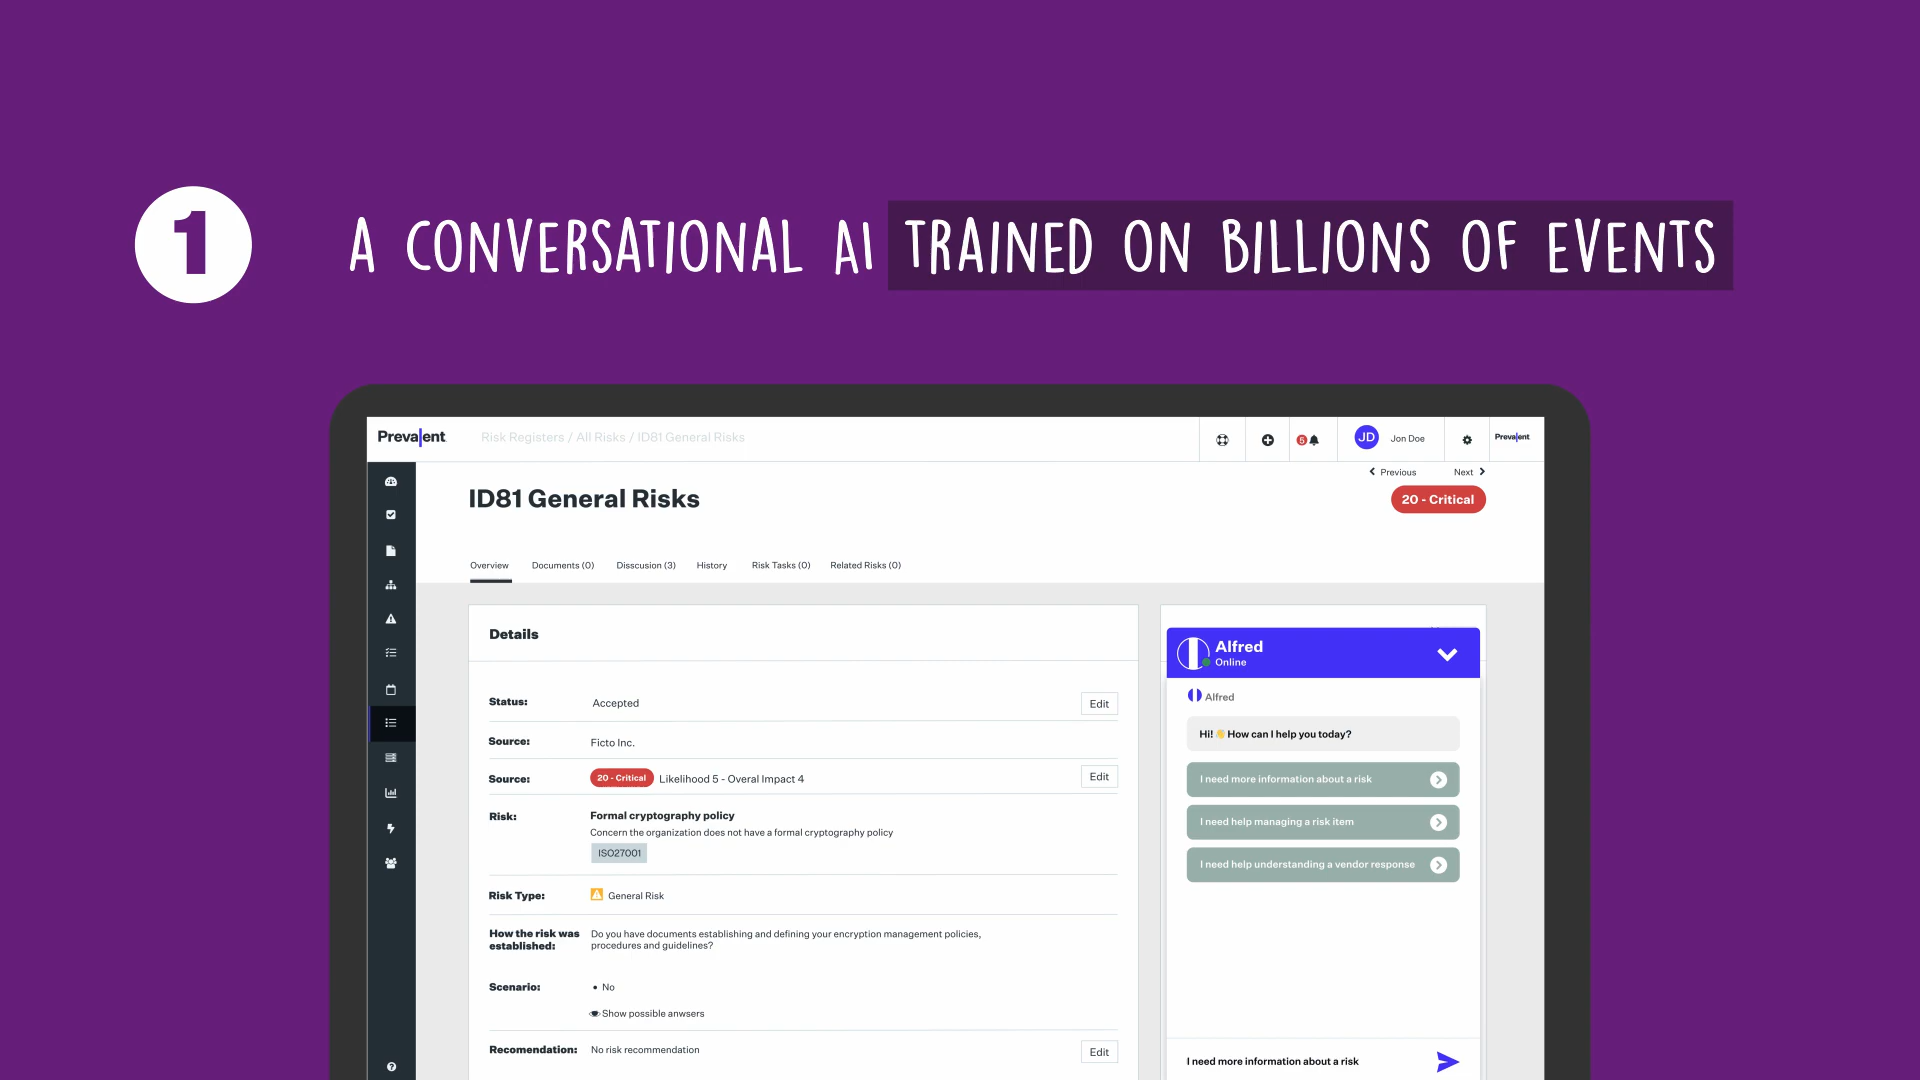 1
A CONVERSATIONAL AI TRAINED ON BILLIONS OF EVENTS
Prevalent
Risk Registers / All Risks / ID81 General Risks
5
JD
Jon Doe
Prevalent
Previous
Next
ID81 General Risks
20 - Critical
Overview
Documents (0)
Disscusion (3)
History
Risk Tasks (0)
Related Risks (0)
Details
Status:
Accepted
Edit
Source:
Ficto Inc.
Source:
20 - Critical
Likelihood 5 - Overal Impact 4
Edit
Risk:
Formal cryptography policy
Concern the organization does not have a formal cryptography policy
ISO27001
Risk Type:
General Risk
How the risk was
established:
Do you have documents establishing and defining your encryption management policies,
procedures and guidelines?
Scenario:
No
Show possible anwsers
Recomendation:
No risk recommendation
Edit
Alfred
Online
Alfred
Hi! 👋 How can I help you today?
I need more information about a risk
I need help managing a risk item
I need help understanding a vendor response
I need more information about a risk